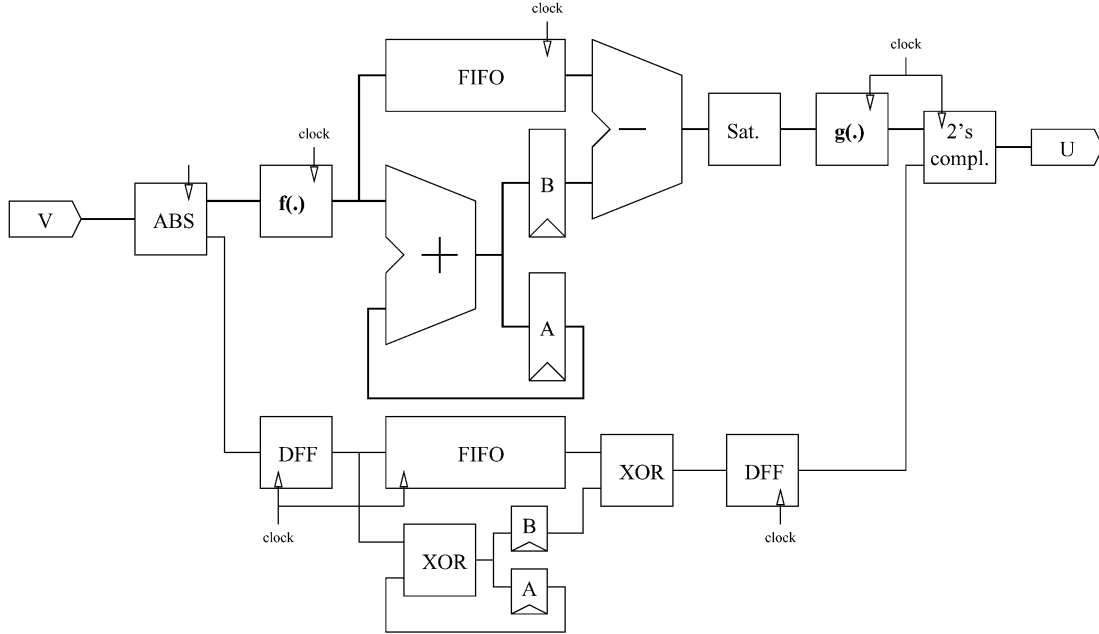 clock
clock
FIFO
clock
2's
compl.
Sat.
g(.)
U
B
−
f(.)
V
ABS
+
A
DFF
FIFO
XOR
DFF
clock
B
clock
XOR
A